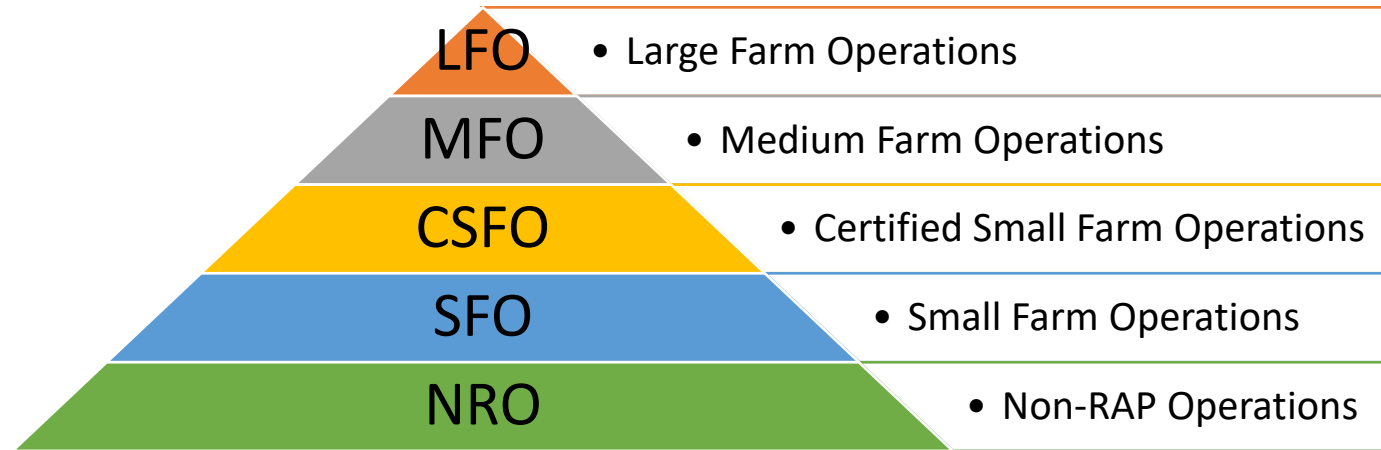 LFO • Large Farm Operations
MFO • Medium Farm Operations
CSFO • Certified Small Farm Operations
SFO • Small Farm Operations
NRO • Non-RAP Operations